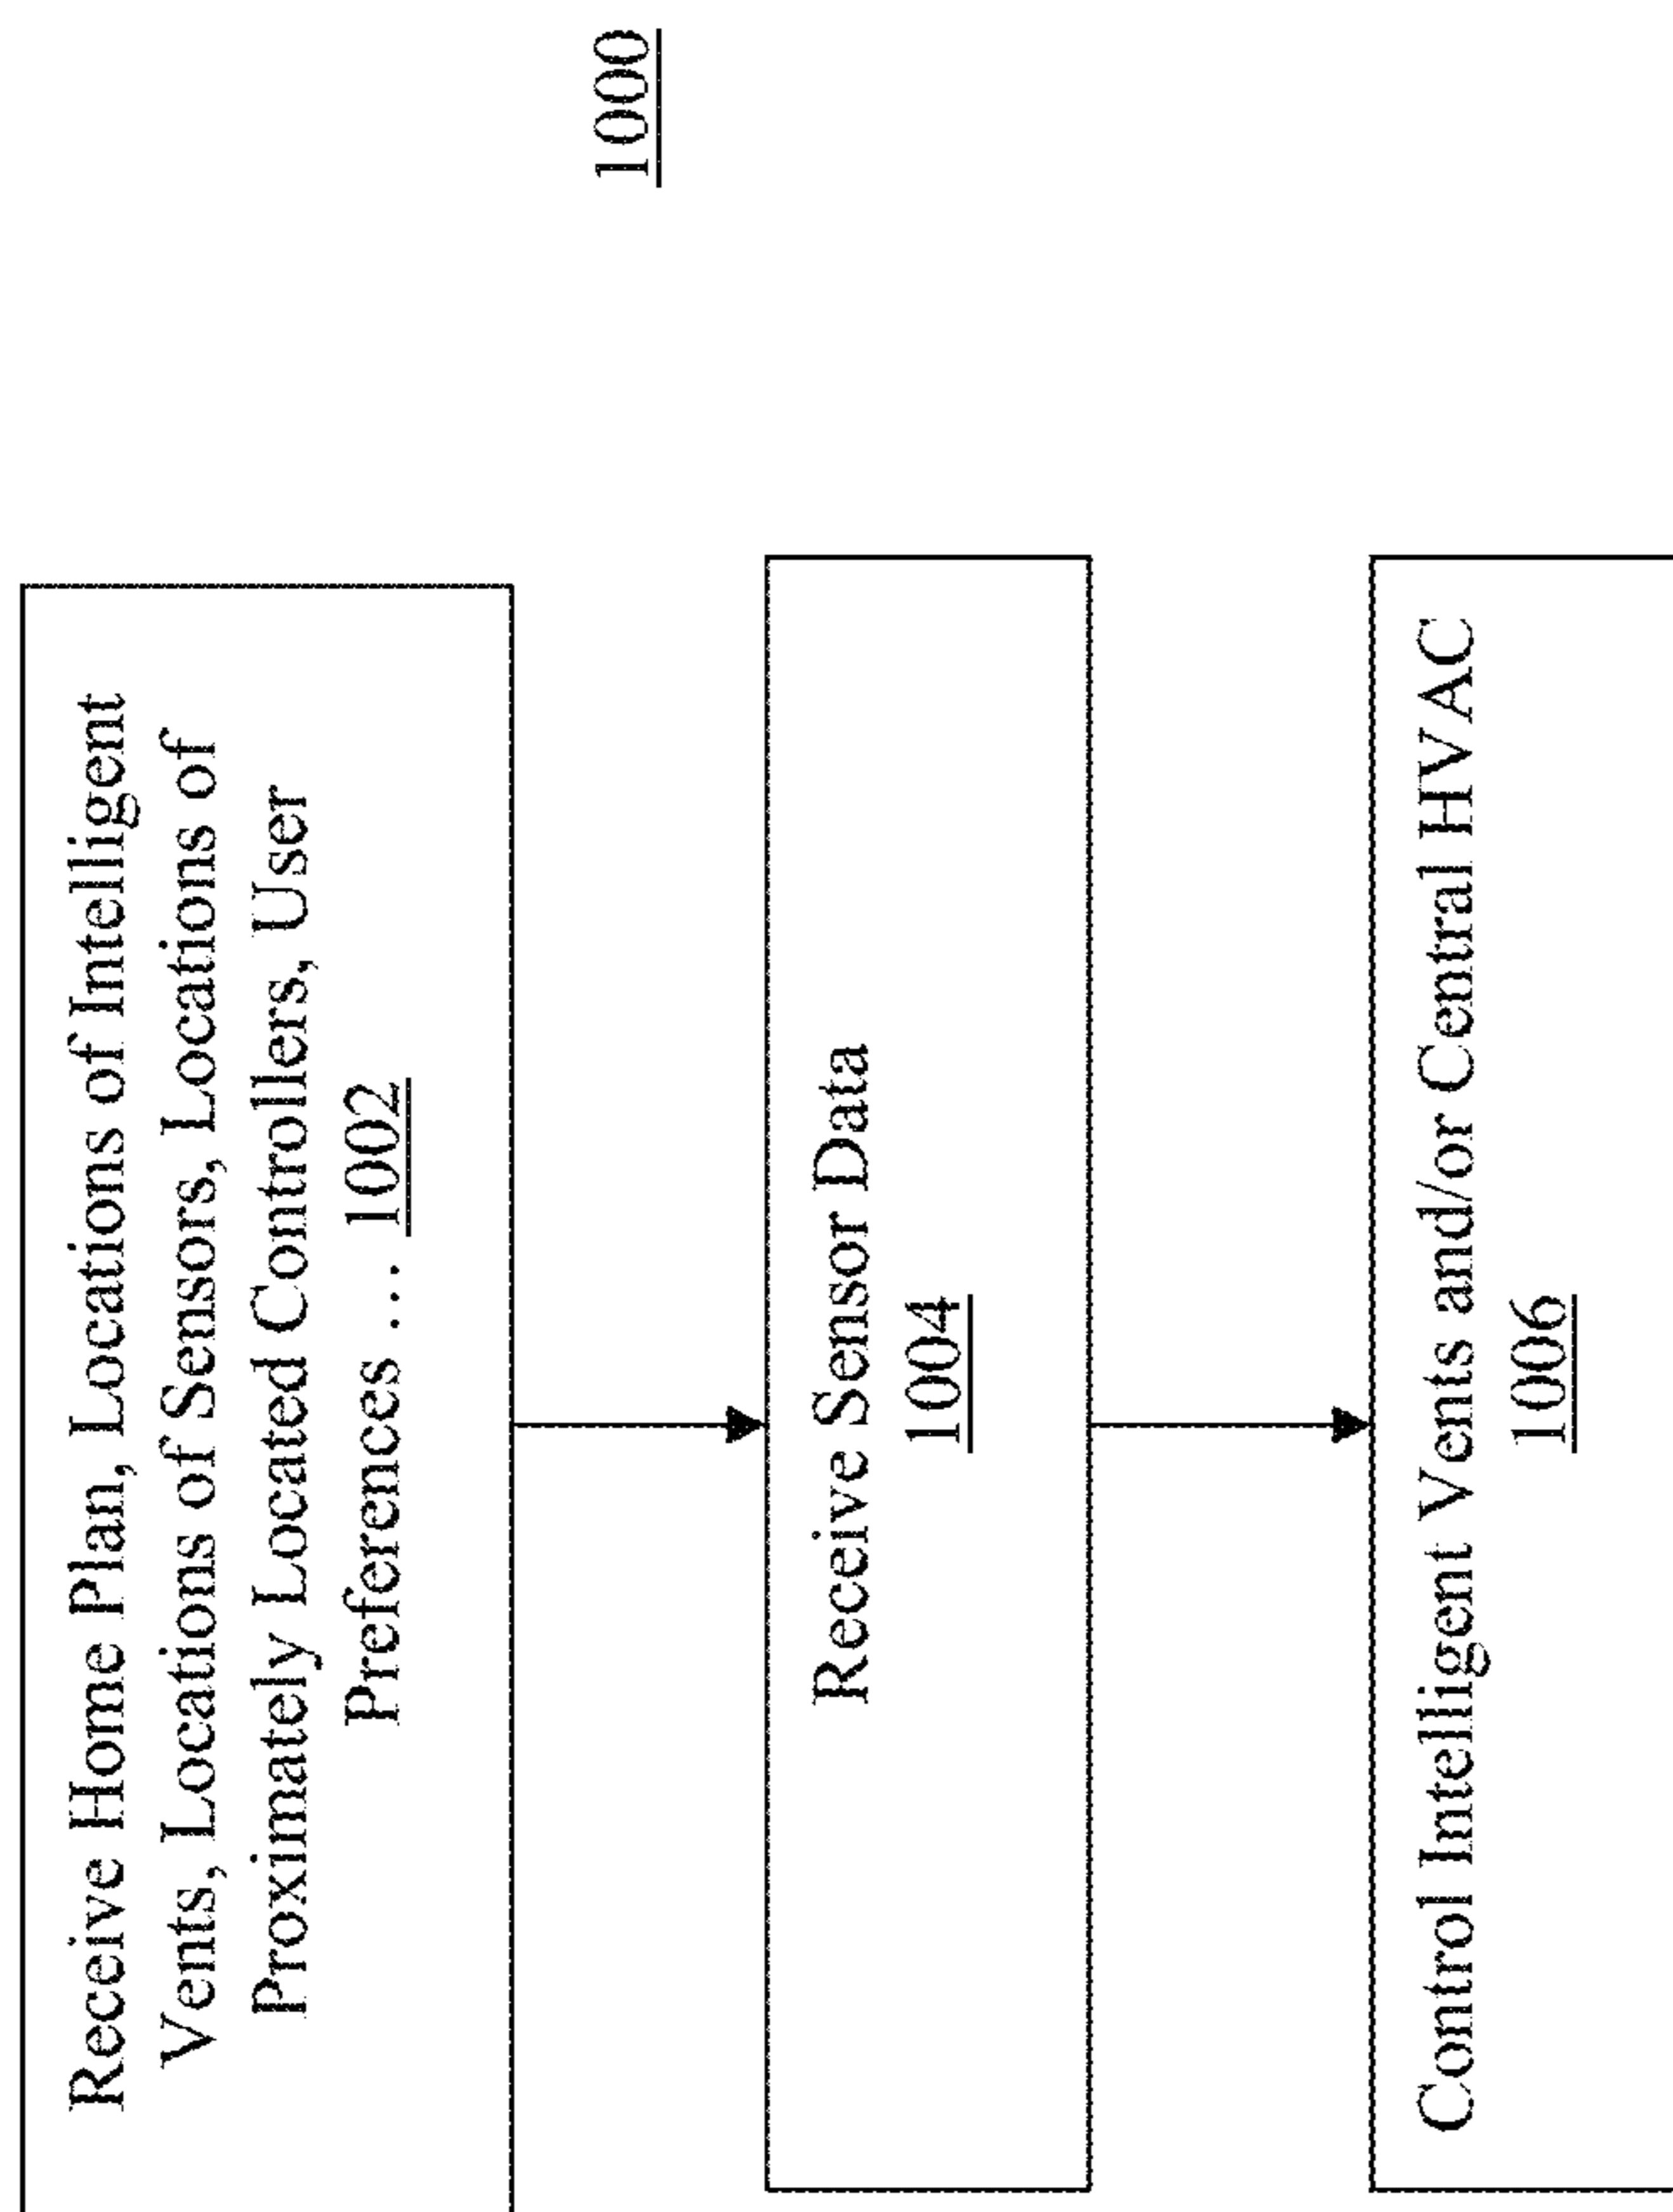 Receive Home Plan, Locations of Intelligent
Vents, Locations of Sensors, Locations of
Proximately Located Controllers, User
Preferences … 1002
1000
Receive Sensor Data
1004
Control Intelligent Vents and/or Central HVAC
1006